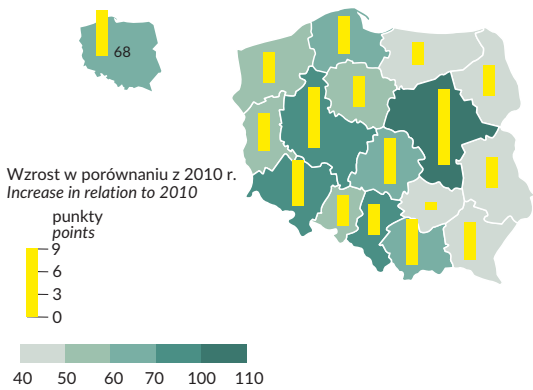 68
Wzrost w porównaniu z 2010 r.
Increase in relation to 2010
punkty
points
9
6
3
0
40 50 60 70 100 110